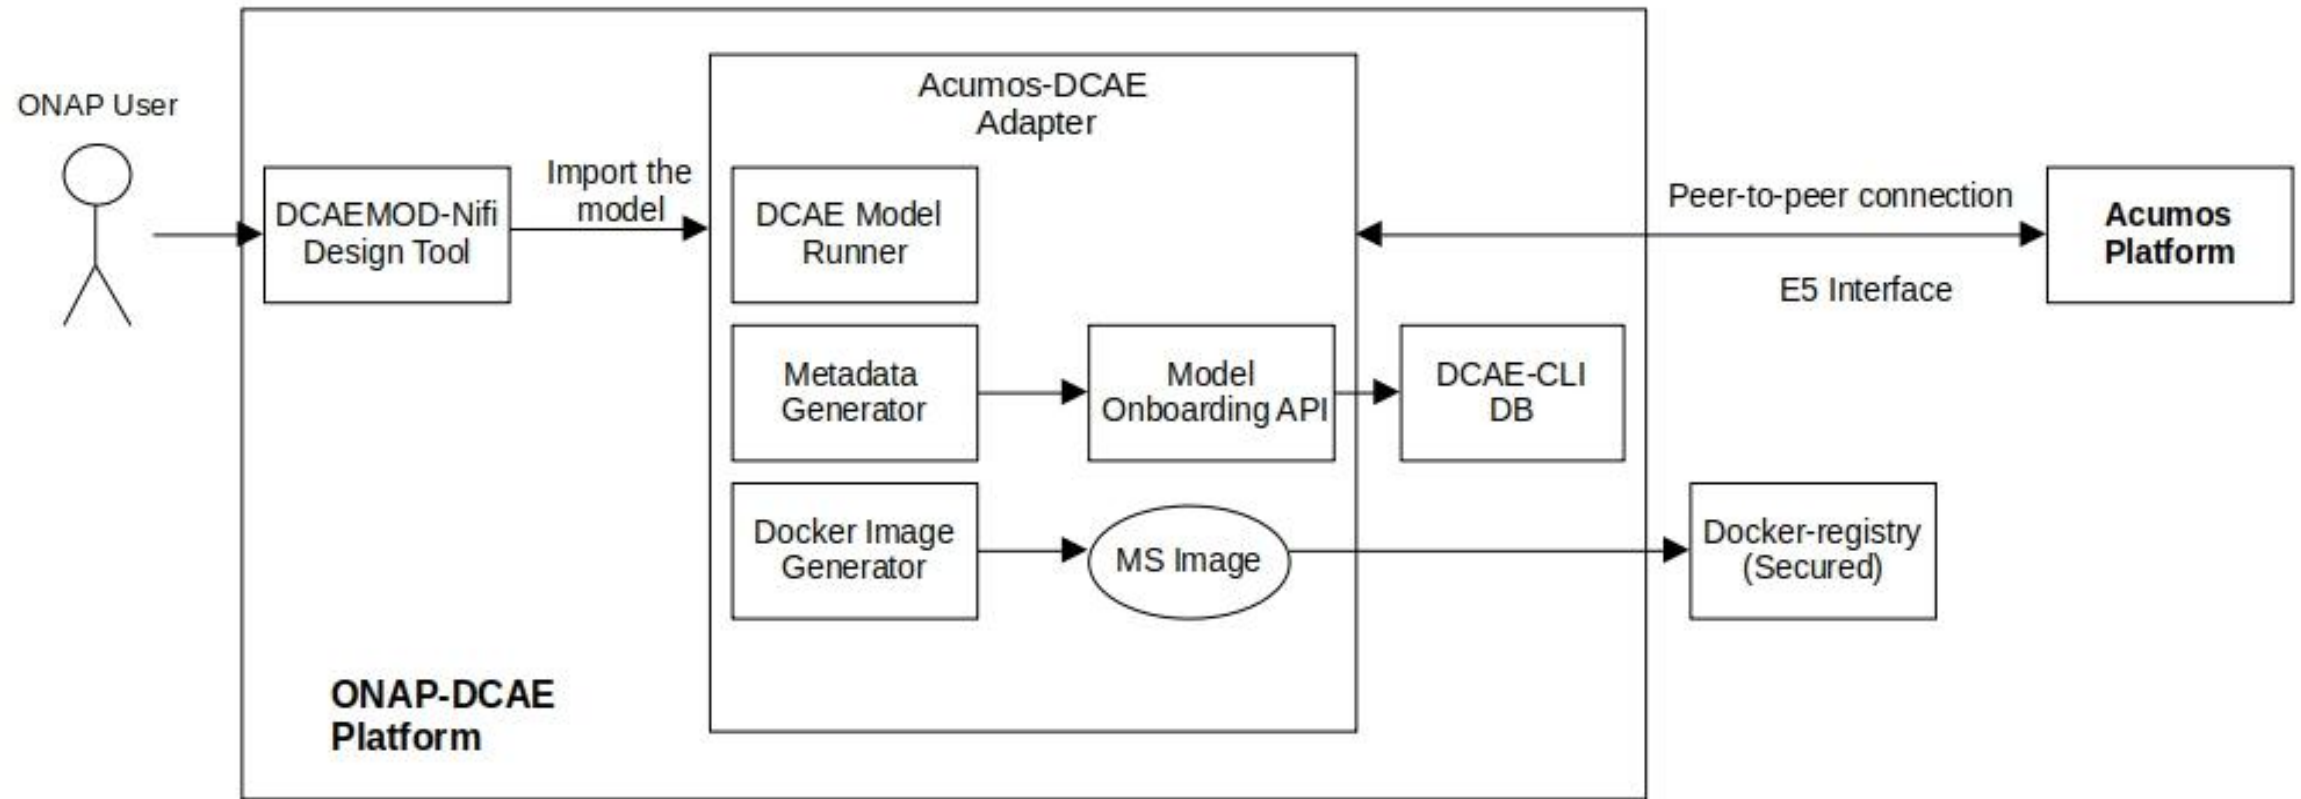 ONAP User
DCAEMOD-Nifi
Design Tool
Import the
model
Acumos-DCAE
Adapter
DCAE Model
Runner
Metadata
Generator
Model
Onboarding API
DCAE-CLI
DB
Docker Image
Generator
MS Image
Peer-to-peer connection
E5 Interface
Acumos
Platform
Docker-registry
(Secured)
ONAP-DCAE
Platform